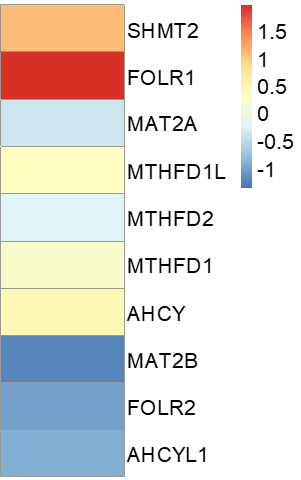 SHMT2
FOLR1
MAT2A
MTHFD1L
MTHFD2
MTHFD1
AHCY
MAT2B
FOLR2
AHCYL1
1.5
1
0.5
0
-0.5
-1